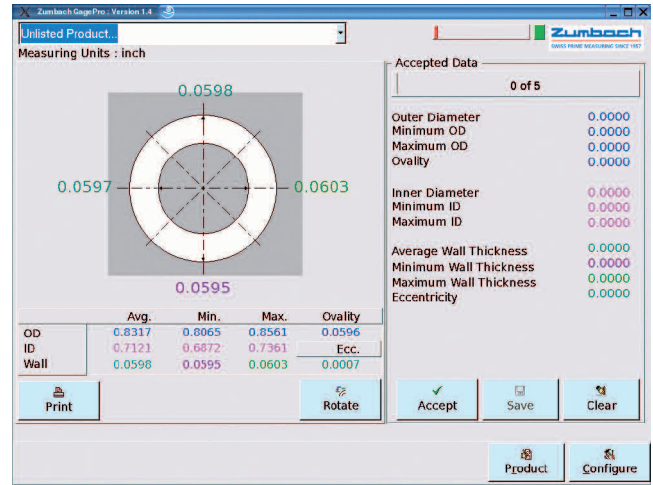 Zumbach GagePro : Version 1.4
Unlisted Product...
Zumbach
SWISS PRIME MEASURING SINCE 1957
Measuring Units : inch
0.0598
0.0597
0.0603
0.0595
Avg. Min. Max. Ovality
OD 0.8317 0.8065 0.8561 0.0596
ID 0.7121 0.6872 0.7361 Ecc.
Wall 0.0598 0.0595 0.0603 0.0007
Print
Rotate
Accepted Data
0 of 5
Outer Diameter 0.0000
Minimum OD 0.0000
Maximum OD 0.0000
Ovality 0.0000
Inner Diameter 0.0000
Minimum ID 0.0000
Maximum ID 0.0000
Average Wall Thickness 0.0000
Minimum Wall Thickness 0.0000
Maximum Wall Thickness 0.0000
Eccentricity 0.0000
Accept
Save
Clear
Product
Configure